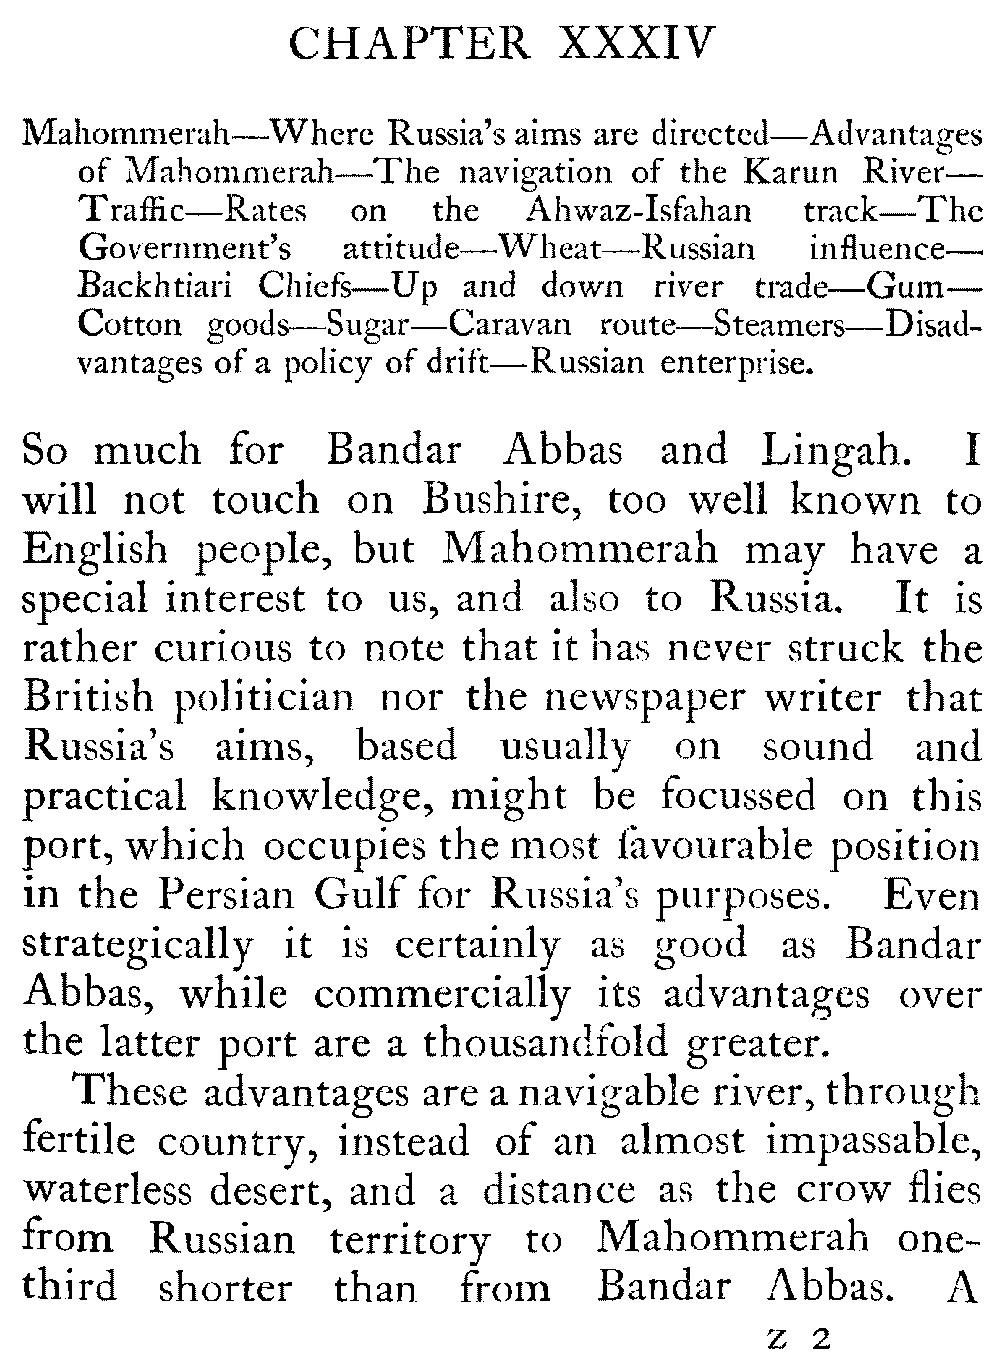 CHAPTER XXXIV
Mahommerah—Where Russia's aims are directed—Advantages
of Mahommerah—The navigation of the Karun River—
Traffic—Rates on the Ahwaz-Isfahan track—The
Government's attitude—Wheat—Russian influence—
Backhtiari Chiefs—Up and down river trade—Gum—
Cotton goods—Sugar—Caravan route—Steamers—Disad-
vantages of a policy of drift—Russian enterprise.
So much for Bandar Abbas and Lingah. I
will not touch on Bushire, too well known to
English people, but Mahommerah may have a
special interest to us, and also to Russia. It is
rather curious to note that it has never struck the
British politician nor the newspaper writer that
Russia's aims, based usually on sound and
practical knowledge, might be focussed on this
port, which occupies the most favourable position
in the Persian Gulf for Russia's purposes. Even
strategically it is certainly as good as Bandar
Abbas, while commercially its advantages over
the latter port are a thousandfold greater.
These advantages are a navigable river, through
fertile country, instead of an almost impassable,
waterless desert, and a distance as the crow flies
from Russian territory to Mahommerah one-
third shorter than from Bandar Abbas. A
Z 2